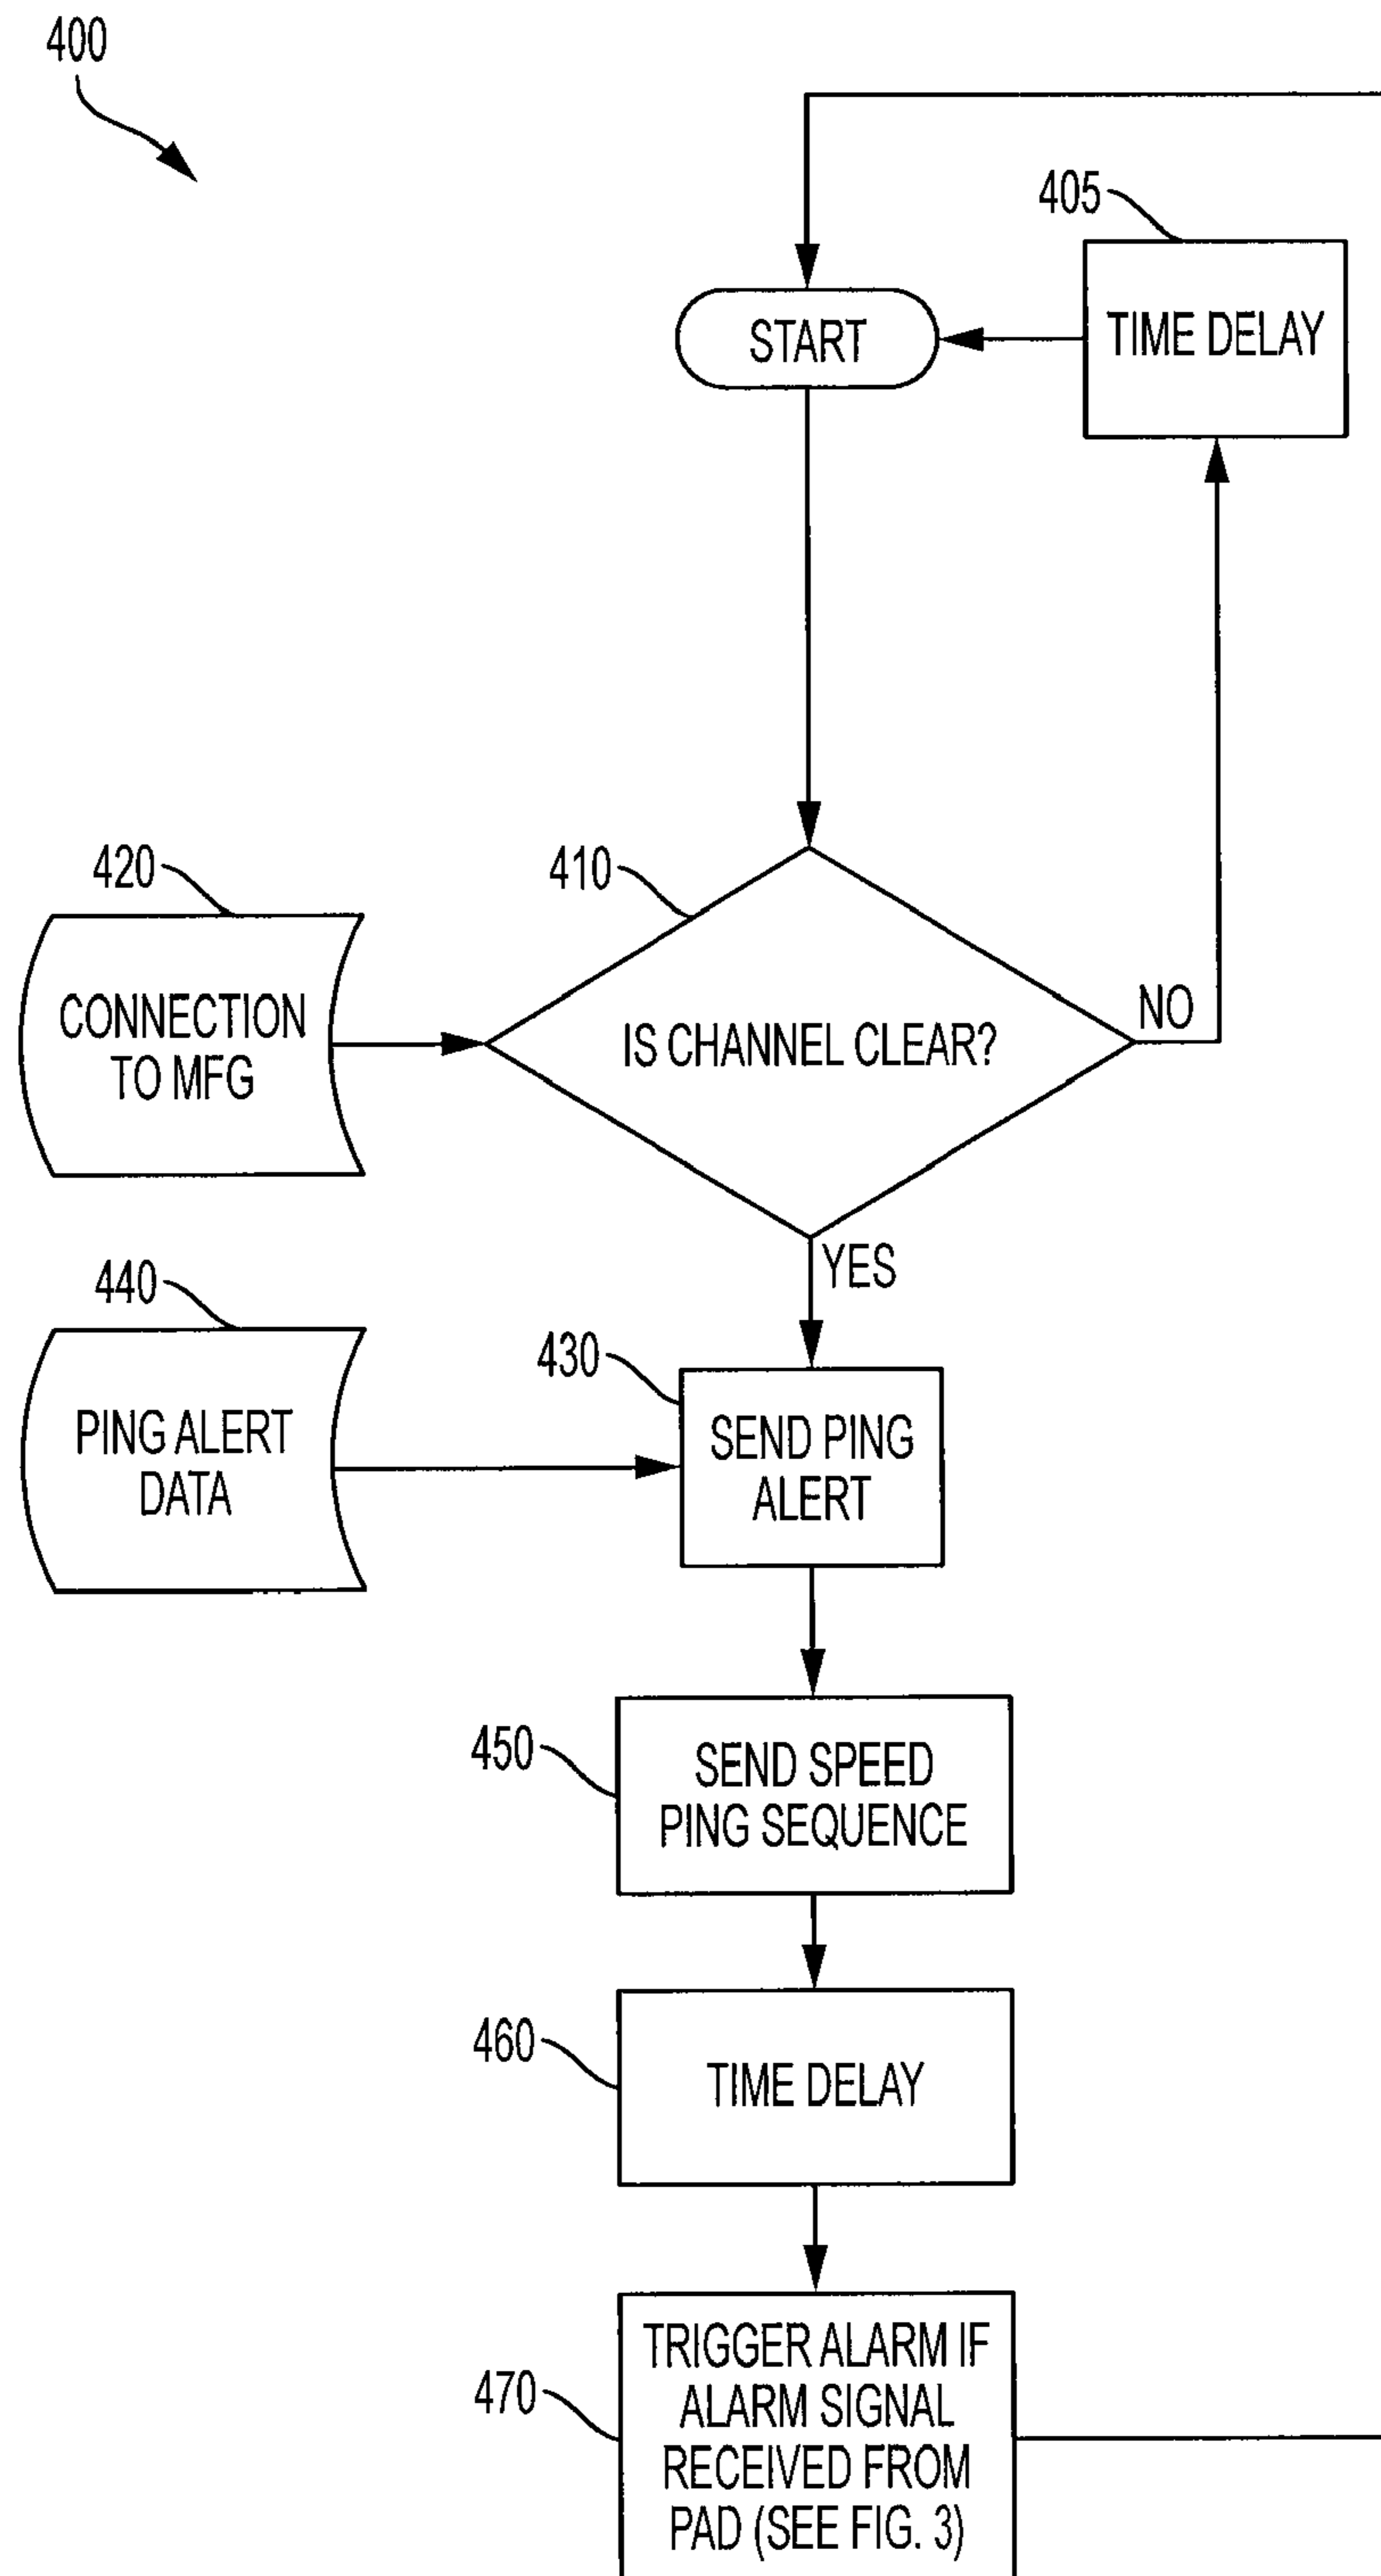 400
405
START
TIME DELAY
420
410
CONNECTION
TO MFG
IS CHANNEL CLEAR?
NO
YES
440
430
PING ALERT
DATA
SEND PING
ALERT
450
SEND SPEED
PING SEQUENCE
460
TIME DELAY
470
TRIGGER ALARM IF
ALARM SIGNAL
RECEIVED FROM
PAD (SEE FIG. 3)